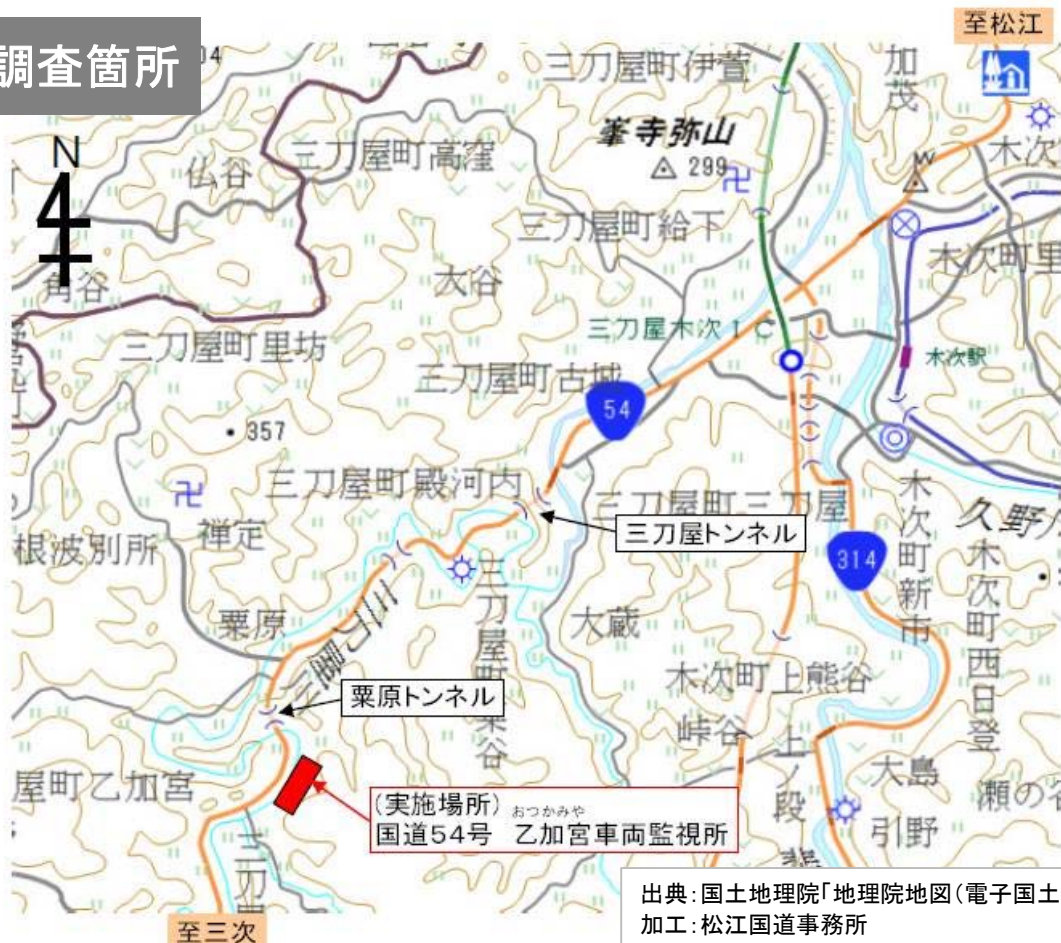 調査箇所
至松江
N
三刀屋町伊萱
加茂
峯寺弥山
299
三刀屋町高窪
仏谷
木次
三刀屋町給下
木次町里
角谷
大谷
三刀屋町里坊
三刀屋木次IC
木次駅
三刀屋町古城
54
357
三刀屋町殿河内
三刀屋町三刀屋
三刀屋トンネル
根波別所
禅定
314
木次町新市
久野
木次町西日登
粟原
大蔵
木次町上熊谷
粟原トンネル
峠谷
上ノ段
大島
引野
屋町乙加宮
(実施場所)
おつかみや
国道54号 乙加宮車両監視所
至三次
出典:国土地理院「地理院地図(電子国土
加工:松江国道事務所